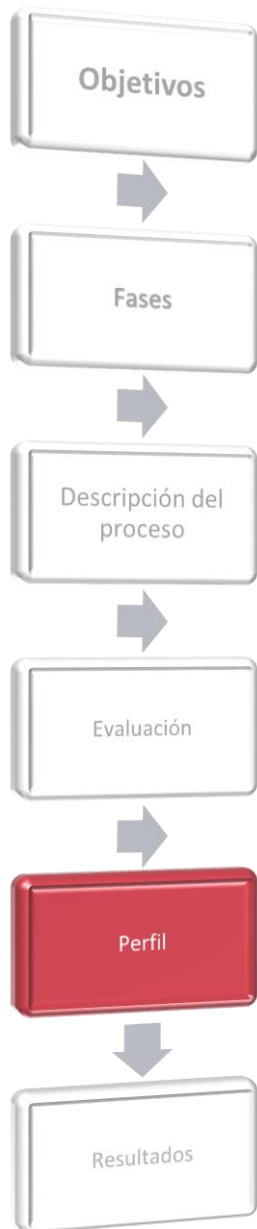 Objetivos
Fases
Descripción del
proceso
Evaluación
Perfil
Resultados